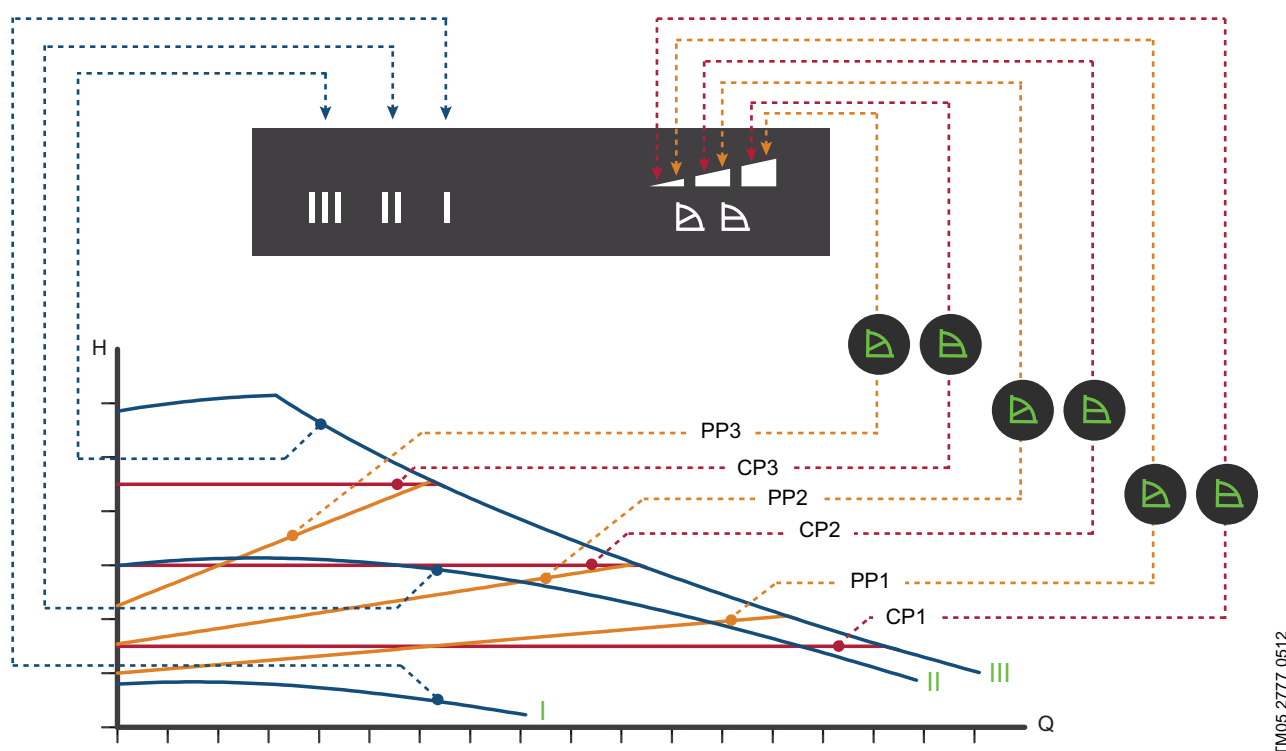 III II I
H
PP3
CP3
PP2
CP2
PP1
CP1
III
II
I
Q
TM05 2777 0512